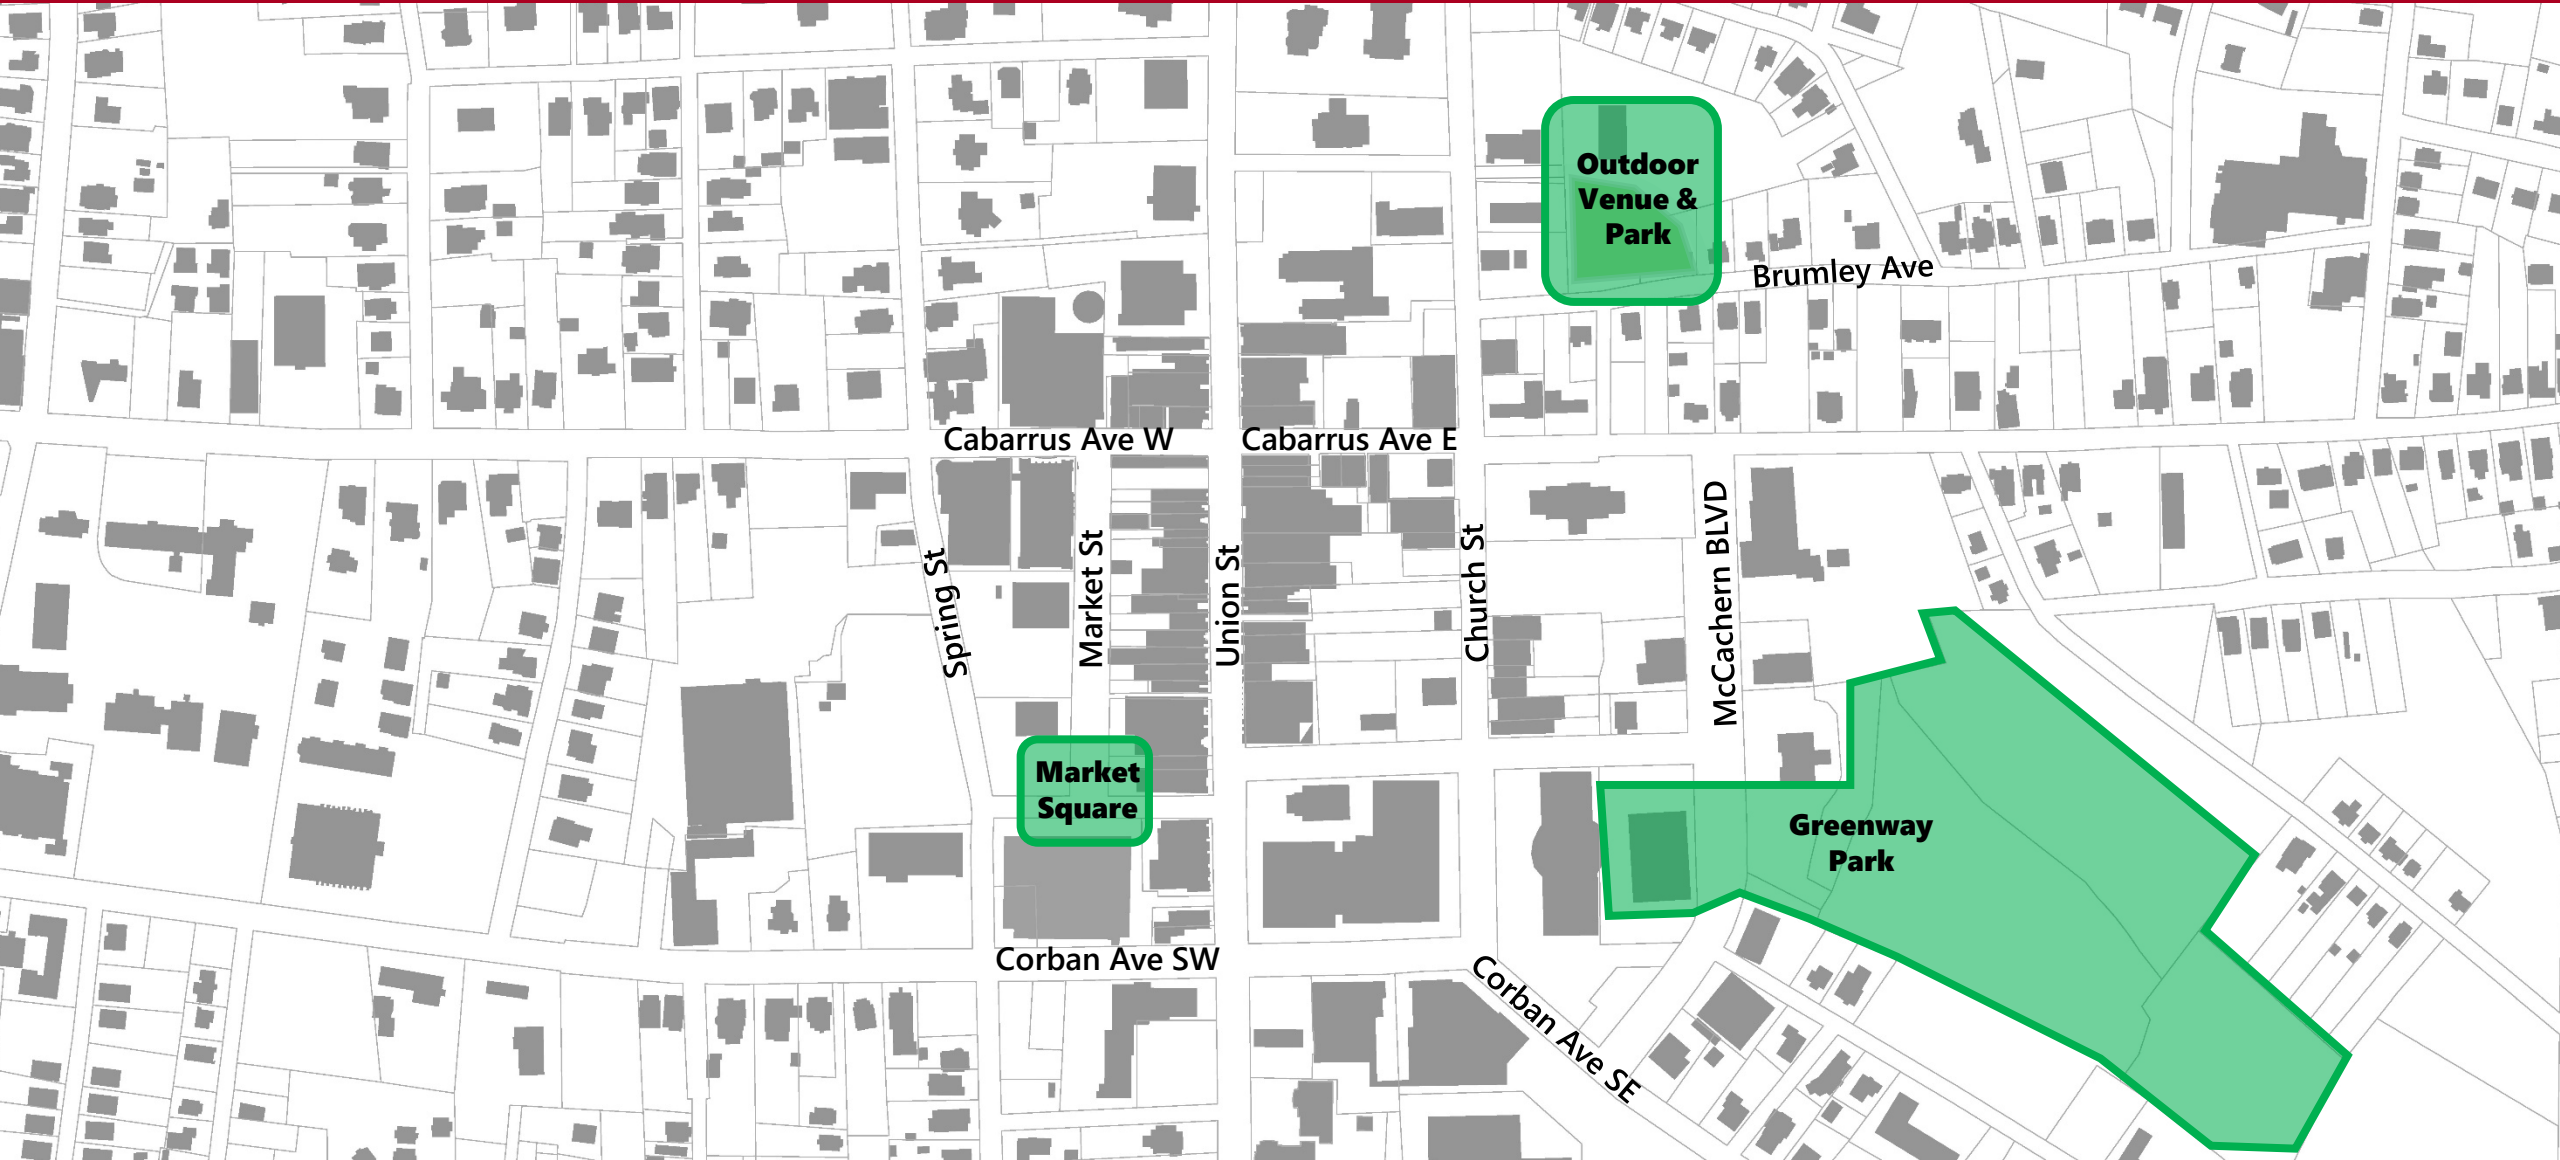 Outdoor
Venue &
Park
Brumley Ave
Cabarrus Ave W
Cabarrus Ave E
Spring St
Market St
Union St
Church St
McCachern BLVD
Market
Square
Greenway
Park
Corban Ave SW
Corban Ave SE